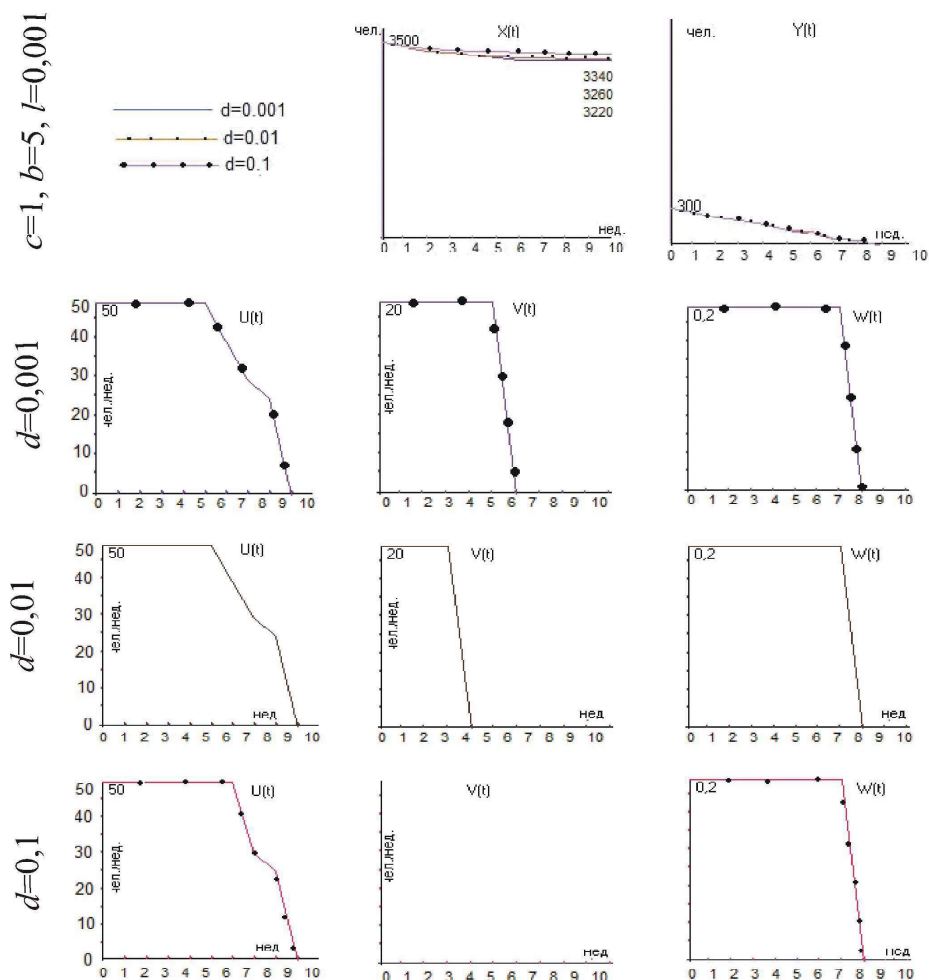 c=1, b=5, l=0,001
d=0.001
d=0.01
d=0.1
чел.
X(t)
3500
3340
3260
3220
нед.
0 1 2 3 4 5 6 7 8 9 10
чел.
Y(t)
300
нед.
0 1 2 3 4 5 6 7 8 9 10
d=0,001
50
40
30
20
10
0
50
U(t)
чел./нед.
0 1 2 3 4 5 6 7 8 9 10
20
V(t)
чел./нед.
0 1 2 3 4 5 6 7 8 9 10
0,2
W(t)
0 1 2 3 4 5 6 7 8 9 10
d=0,01
50
40
30
20
10
0
50
U(t)
чел./нед.
нед
0 1 2 3 4 5 6 7 8 9 10
20
V(t)
чел./нед.
нед
0 1 2 3 4 5 6 7 8 9 10
0,2
W(t)
нед
0 1 2 3 4 5 6 7 8 9 10
d=0,1
50
40
30
20
10
0
50
U(t)
чел./нед.
нед
0 1 2 3 4 5 6 7 8 9 10
V(t)
чел./нед.
нед
0 1 2 3 4 5 6 7 8 9 10
0,2
W(t)
нед
0 1 2 3 4 5 6 7 8 9 10